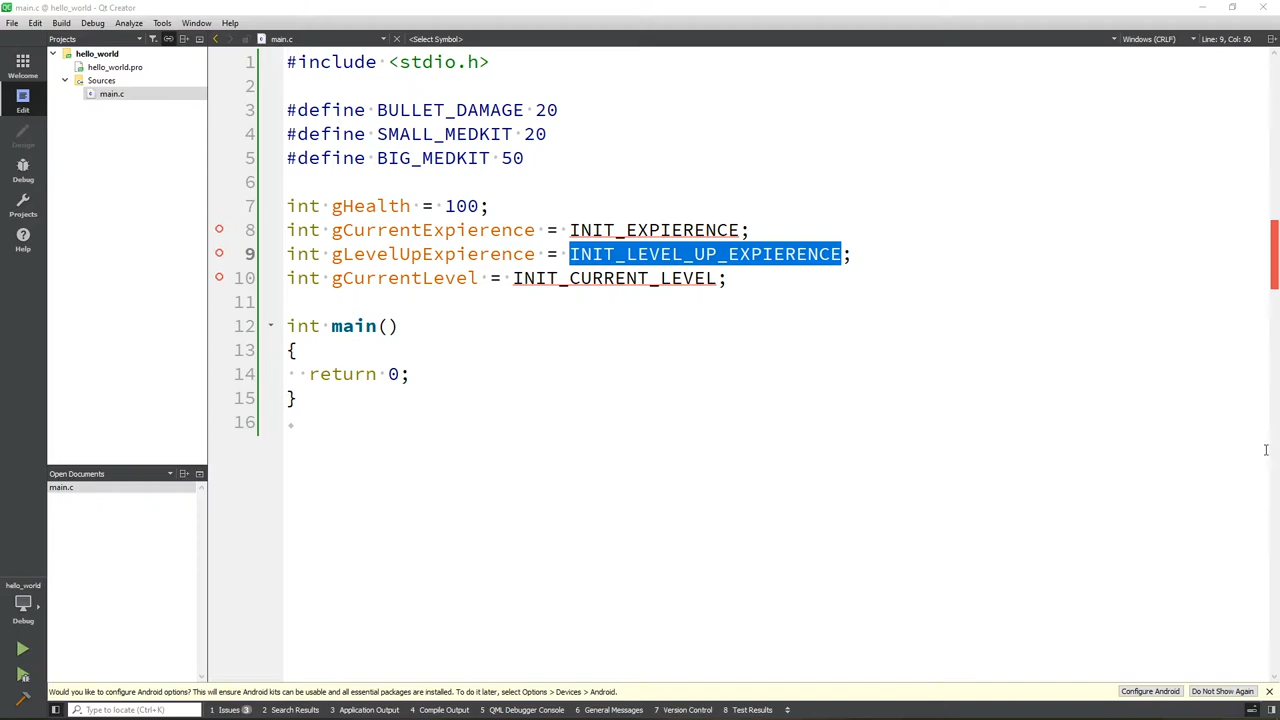 main.c @ hello_world - Qt Creator
File Edit Build Debug Analyze Tools Window Help
Projects main.c <Select Symbol> Windows (CRLF) Line: 9, Col: 50
hello_world
hello_world.pro
Sources
main.c
Welcome
Edit
Design
Debug
Projects
Help
1 #include <stdio.h>
2
3 #define BULLET_DAMAGE 20
4 #define SMALL_MEDKIT 20
5 #define BIG_MEDKIT 50
6
7 int gHealth = 100;
8 int gCurrentExpierence = INIT_EXPIERENCE;
9 int gLevelUpExpierence = INIT_LEVEL_UP_EXPIERENCE;
10 int gCurrentLevel = INIT_CURRENT_LEVEL;
11
12 int main()
13 {
14 return 0;
15 }
16
Open Documents
main.c
hello_world
Debug
Would you like to configure Android options? This will ensure Android kits can be usable and all essential packages are installed. To do it later, select Options > Devices > Android. Configure Android Do Not Show Again
Type to locate (Ctrl+K) 1 Issues 3 2 Search Results 3 Application Output 4 Compile Output 5 QML Debugger Console 6 General Messages 7 Version Control 8 Test Results